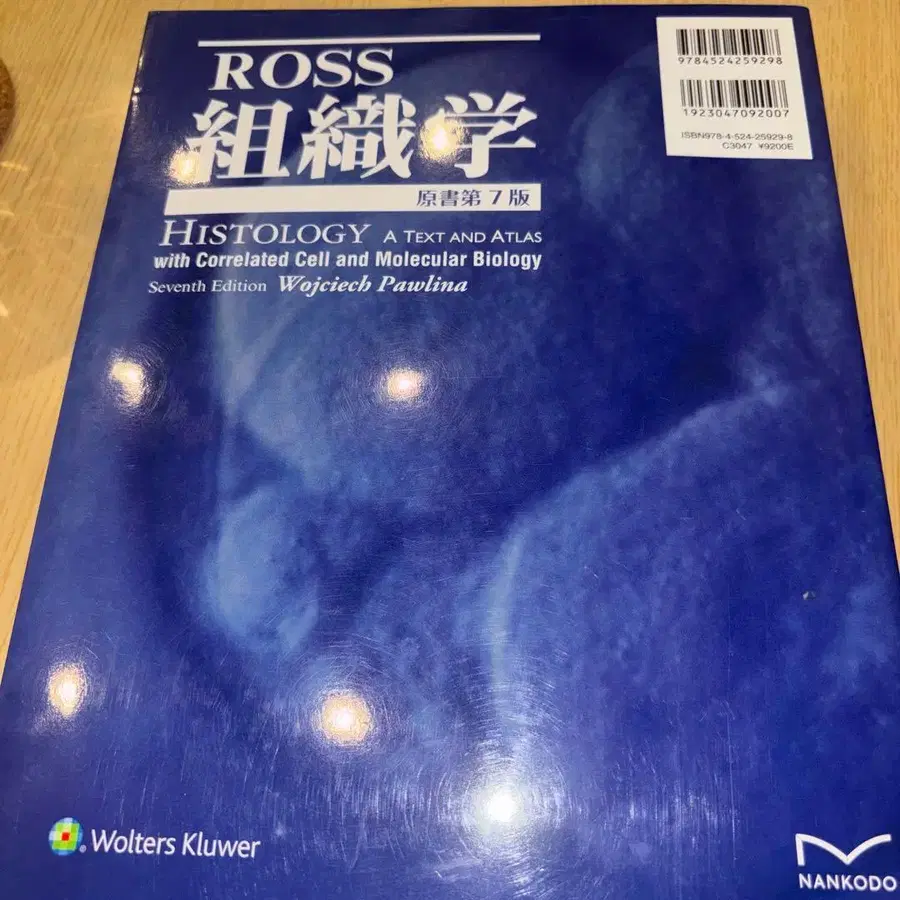 ROSS
組織学
原書第7版
HISTOLOGY A TEXT AND ATLAS
with Correlated Cell and Molecular Biology
Seventh Edition Wojciech Pawlina
9784524259298
1923047092007
ISBN978-4-524-25929-8
C3047 ¥9200E
Wolters Kluwer
NANKODO